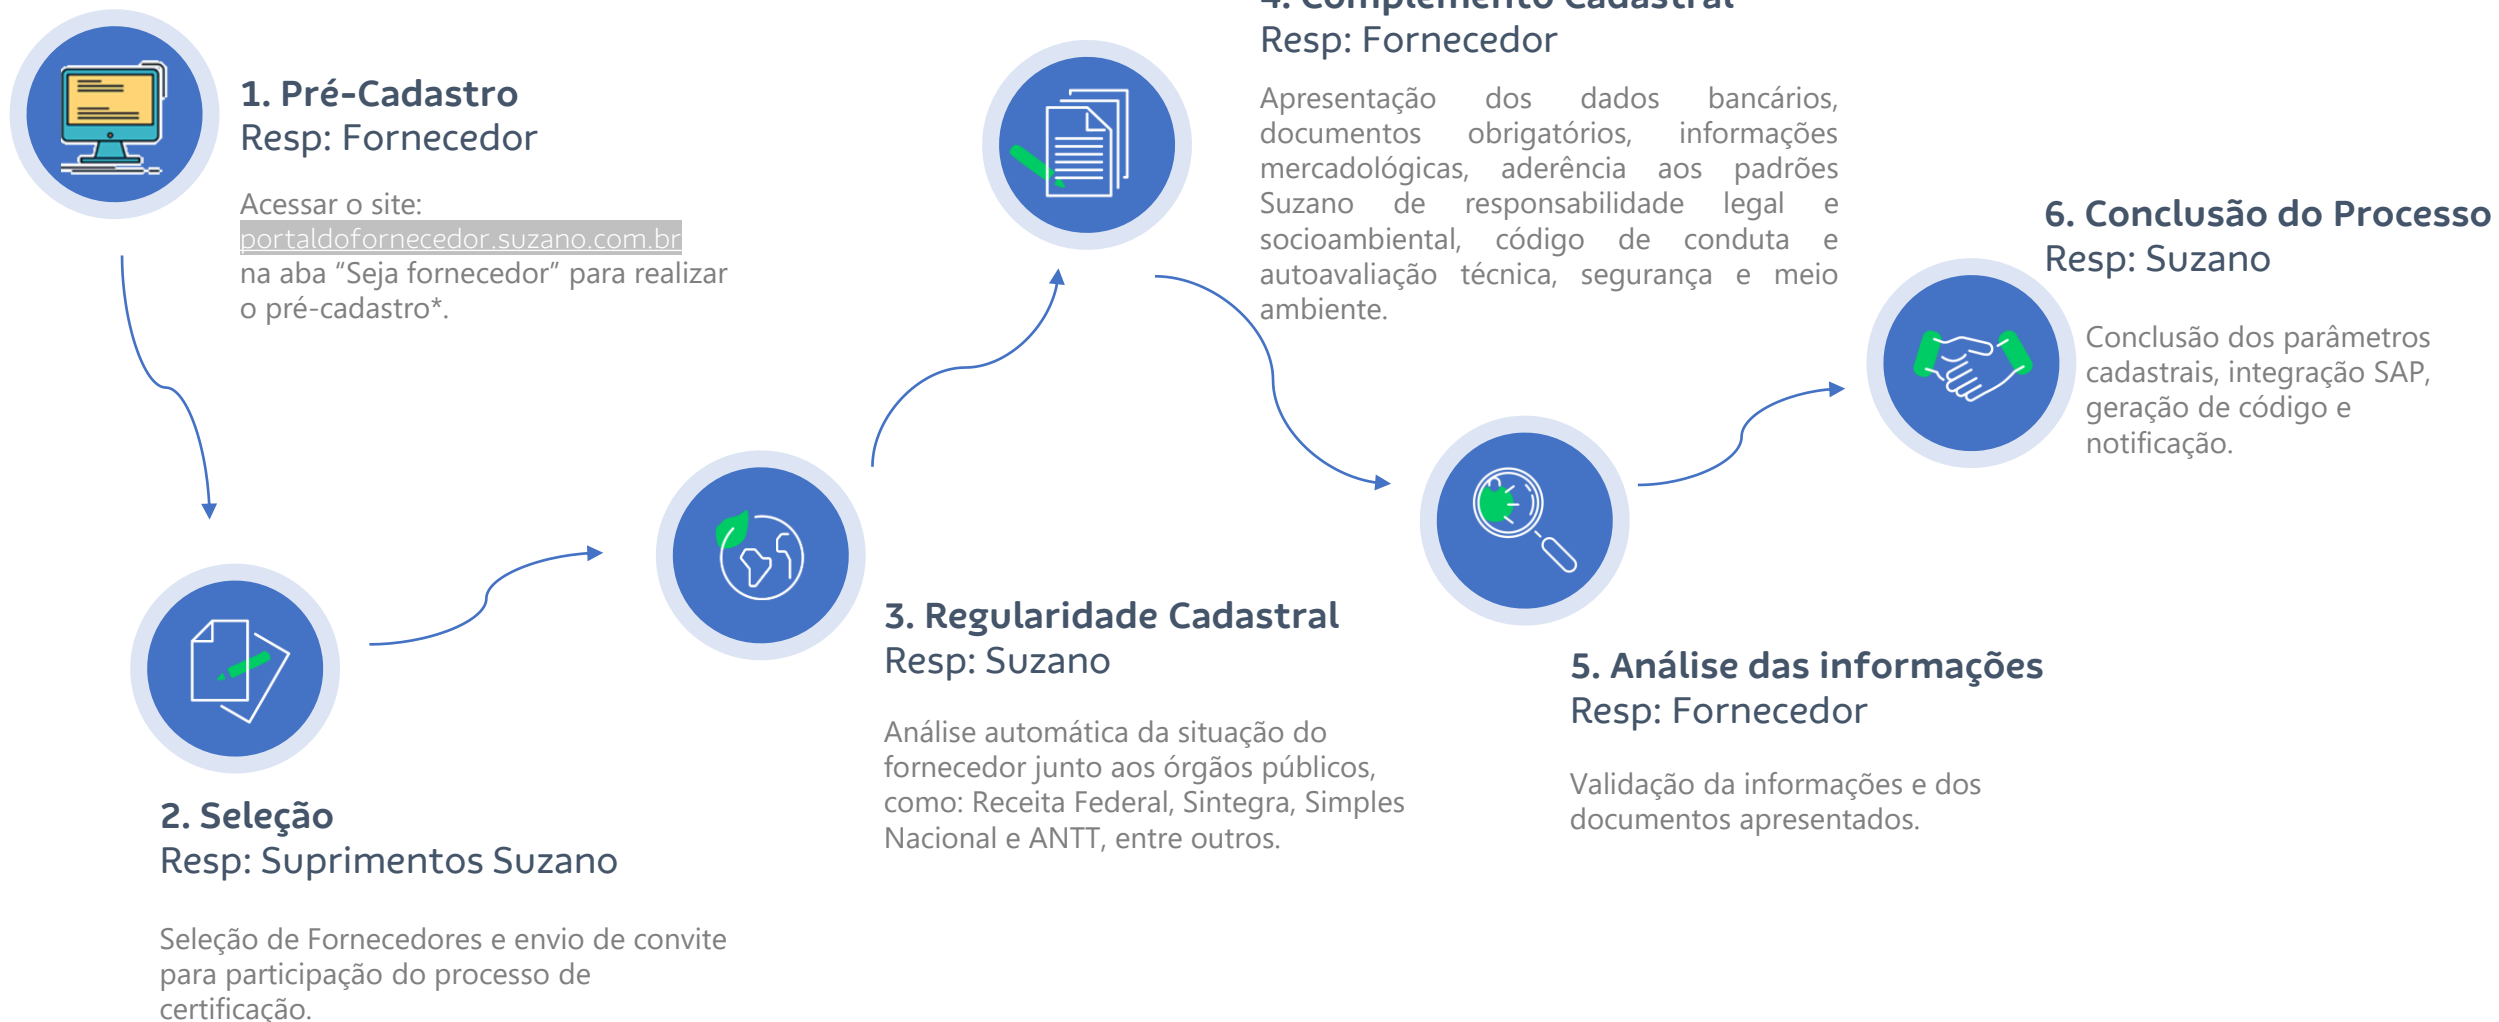 1. Pré-Cadastro
Resp: Fornecedor
Acessar o site:
portaldofornecedor.suzano.com.br
na aba “Seja fornecedor” para realizar
o pré-cadastro*.
2. Seleção
Resp: Suprimentos Suzano
Seleção de Fornecedores e envio de convite
para participação do processo de
certificação.
3. Regularidade Cadastral
Resp: Suzano
Análise automática da situação do
fornecedor junto aos órgãos públicos,
como: Receita Federal, Sintegra, Simples
Nacional e ANTT, entre outros.
4. Complemento Cadastral
Resp: Fornecedor
Apresentação dos dados bancários,
documentos obrigatórios, informações
mercadológicas, aderência aos padrões
Suzano de responsabilidade legal e
socioambiental, código de conduta e
autoavaliação técnica, segurança e meio
ambiente.
5. Análise das informações
Resp: Fornecedor
Validação da informações e dos
documentos apresentados.
6. Conclusão do Processo
Resp: Suzano
Conclusão dos parâmetros
cadastrais, integração SAP,
geração de código e
notificação.